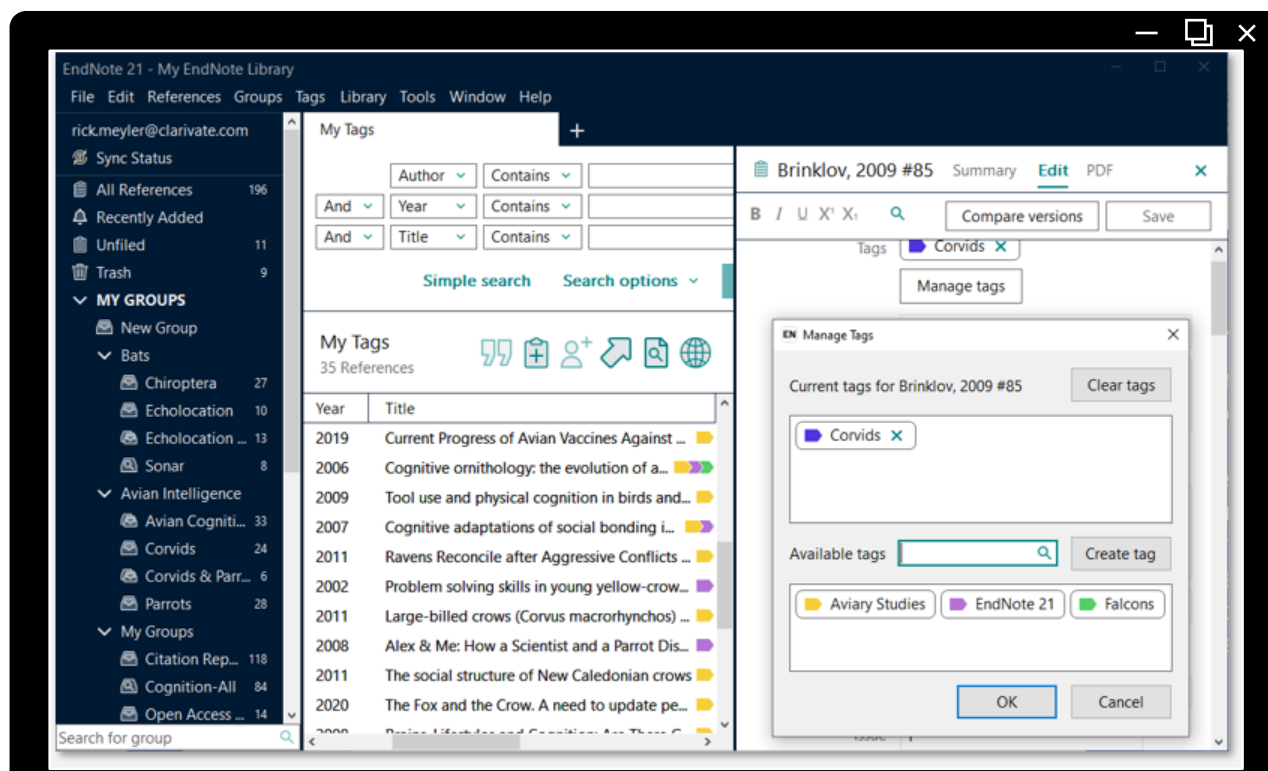 EndNote 21 - My EndNote Library
File Edit References Groups Tags Library Tools Window Help
rick.meyler@clarivate.com
Sync Status
All References 196
Recently Added
Unfiled 11
Trash 9
MY GROUPS
New Group
Bats
Chiroptera 27
Echolocation 10
Echolocation ... 13
Sonar 8
Avian Intelligence
Avian Cogniti... 33
Corvids 24
Corvids & Parr... 6
Parrots 28
My Groups
Citation Rep... 118
Cognition-All 84
Open Access ... 14
Search for group
My Tags +
Author Contains
And Year Contains
And Title Contains
Simple search Search options
My Tags
35 References
Year Title
2019 Current Progress of Avian Vaccines Against ...
2006 Cognitive ornithology: the evolution of a...
2009 Tool use and physical cognition in birds and...
2007 Cognitive adaptations of social bonding i...
2011 Ravens Reconcile after Aggressive Conflicts ...
2002 Problem solving skills in young yellow-crow...
2011 Large-billed crows (Corvus macrorhynchos) ...
2008 Alex & Me: How a Scientist and a Parrot Dis...
2011 The social structure of New Caledonian crows
2020 The Fox and the Crow. A need to update pe...
Brinklov, 2009 #85 Summary Edit PDF
B I U X¹ X₁ Compare versions Save
Tags Corvids
Manage tags
EN Manage Tags
Current tags for Brinklov, 2009 #85 Clear tags
Corvids
Available tags Create tag
Aviary Studies EndNote 21 Falcons
OK Cancel